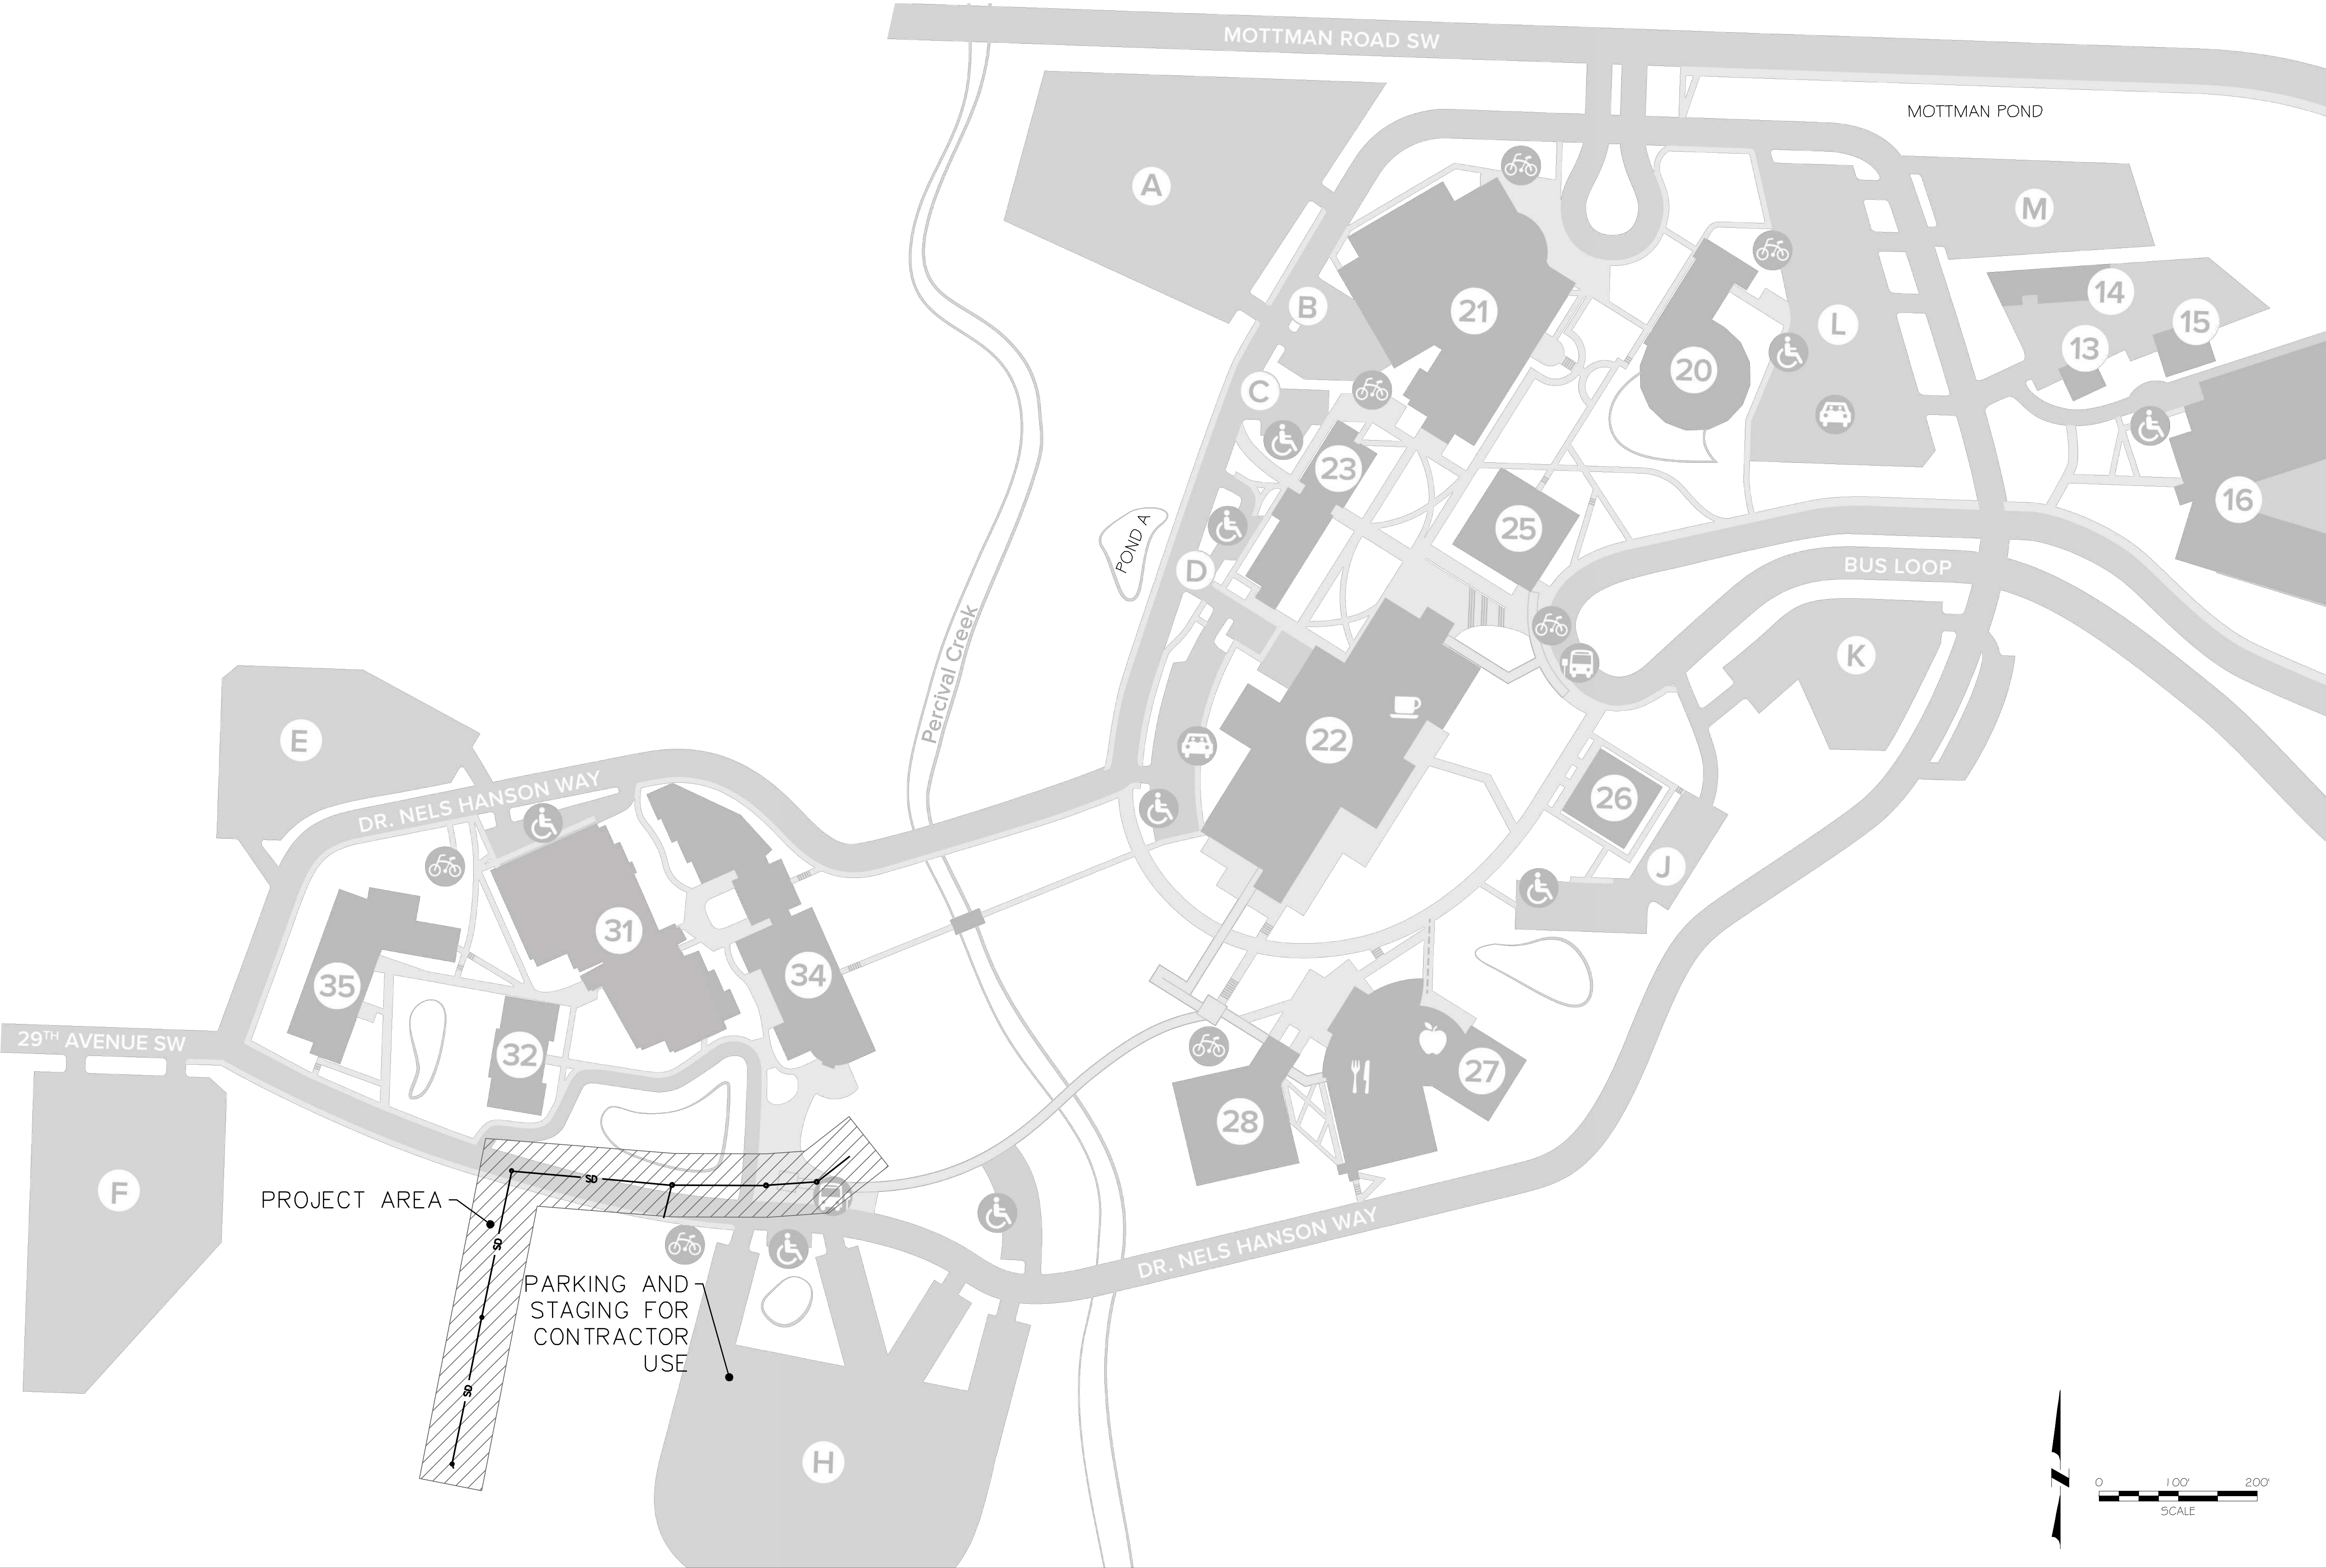 MOTTMAN ROAD SW
MOTTMAN POND
A
M
B
21
14
15
L
13
20
C
23
16
25
POND A
D
BUS LOOP
Percival Creek
K
E
22
DR. NELS HANSON WAY
26
J
31
34
35
29TH AVENUE SW
32
27
28
F
PROJECT AREA
SD
SD
SD
DR. NELS HANSON WAY
PARKING AND
STAGING FOR
CONTRACTOR
USE
H
N
0 100' 200'
SCALE